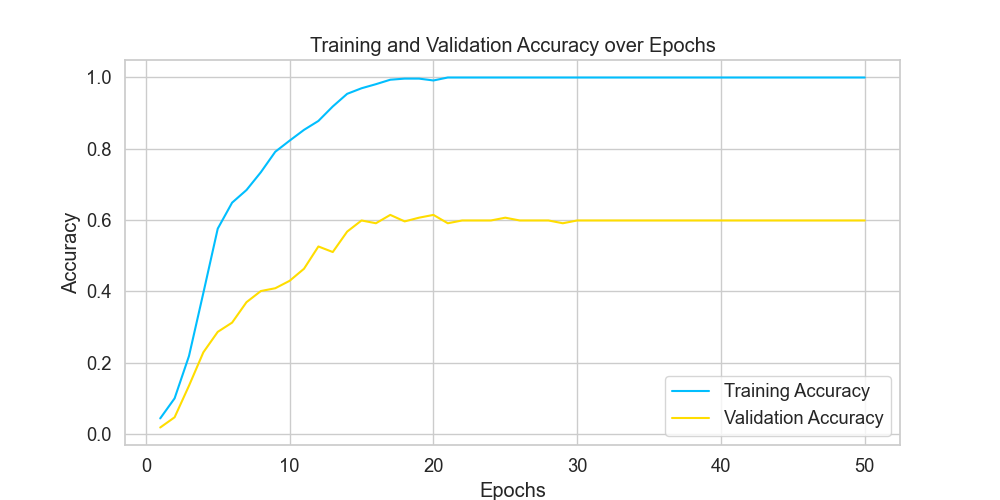 Training and Validation Accuracy over Epochs
1.0
0.8
0.6
0.4
0.2
0.0
Accuracy
0 10 20 30 40 50
Epochs
Training Accuracy
Validation Accuracy